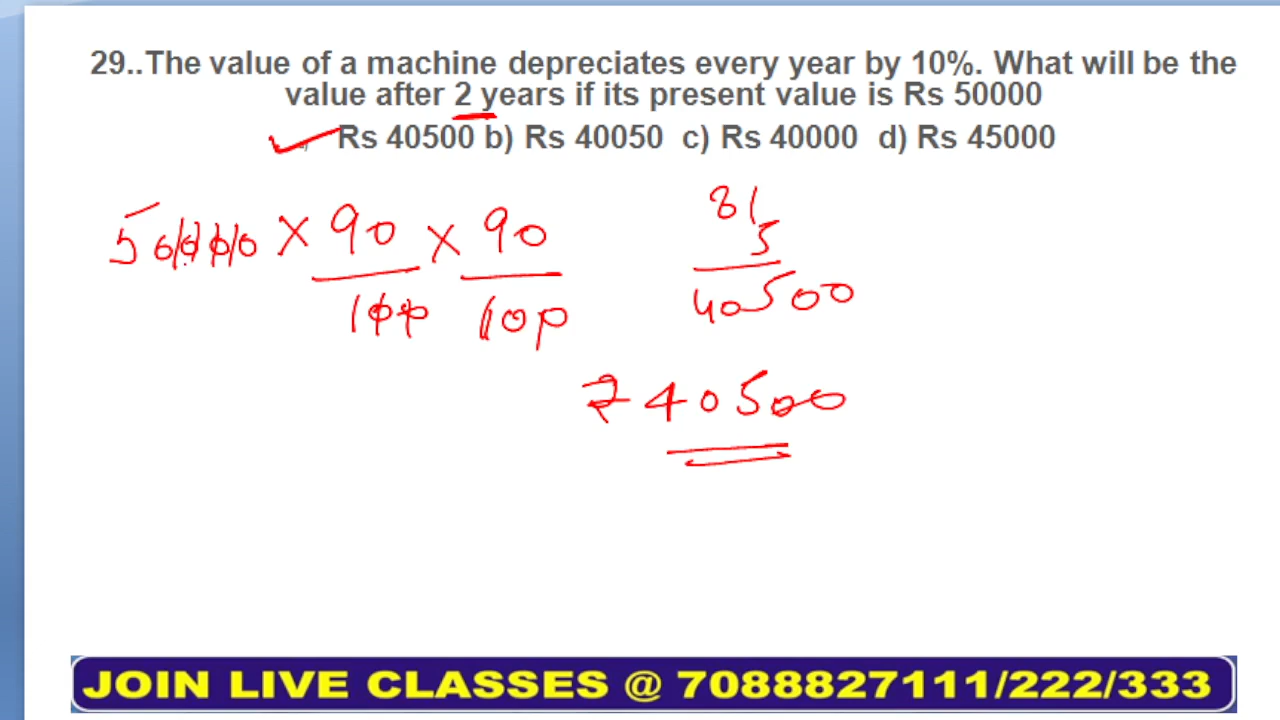 29..The value of a machine depreciates every year by 10%. What will be the
value after 2 years if its present value is Rs 50000
Rs 40500 b) Rs 40050 c) Rs 40000 d) Rs 45000
50000 × 90/100 × 90/100
81
5
40500
₹ 40500
JOIN LIVE CLASSES @ 7088827111/222/333